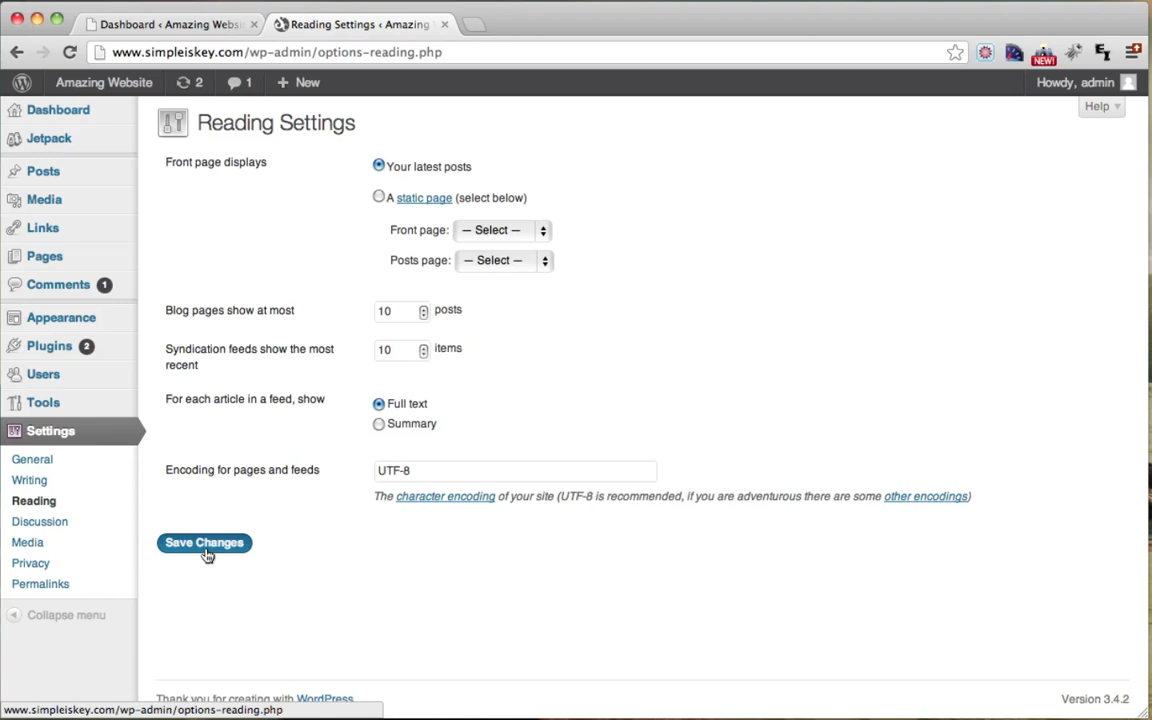 Dashboard ‹ Amazing Websi
Reading Settings ‹ Amazing
www.simpleiskey.com/wp-admin/options-reading.php
NEW!
Amazing Website 2 1 + New
Howdy, admin
Help
Dashboard
Jetpack
Posts
Media
Links
Pages
Comments 1
Appearance
Plugins 2
Users
Tools
Settings
General
Writing
Reading
Discussion
Media
Privacy
Permalinks
Collapse menu
Reading Settings
Front page displays
Your latest posts
A static page (select below)
Front page: — Select —
Posts page: — Select —
Blog pages show at most 10 posts
Syndication feeds show the most recent 10 items
For each article in a feed, show
Full text
Summary
Encoding for pages and feeds UTF-8
The character encoding of your site (UTF-8 is recommended, if you are adventurous there are some other encodings)
Save Changes
Thank you for creating with WordPress
Version 3.4.2
www.simpleiskey.com/wp-admin/options-reading.php